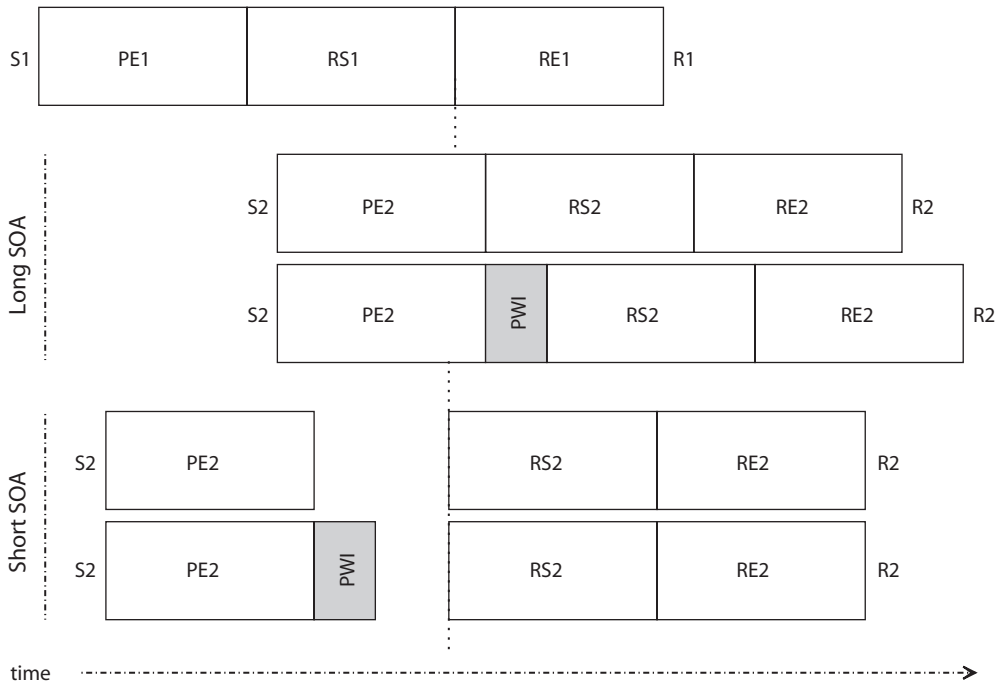 S1 PE1 RS1 RE1 R1
Long SOA
S2 PE2 RS2 RE2 R2
S2 PE2 PWI RS2 RE2 R2
Short SOA
S2 PE2 RS2 RE2 R2
S2 PE2 PWI RS2 RE2 R2
time